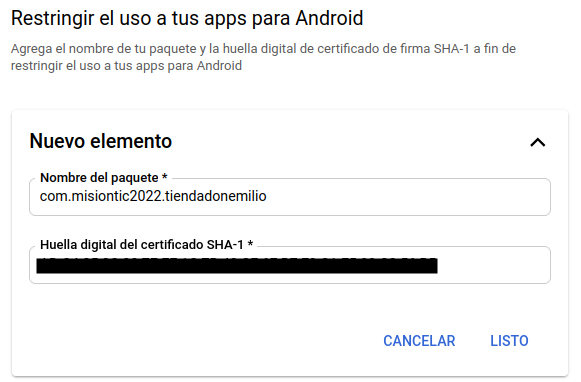 Restringir el uso a tus apps para Android
Agrega el nombre de tu paquete y la huella digital de certificado de firma SHA-1 a fin de
restringir el uso a tus apps para Android
Nuevo elemento
Nombre del paquete *
com.misiontic2022.tiendadonemilio
Huella digital del certificado SHA-1 *
CANCELAR LISTO